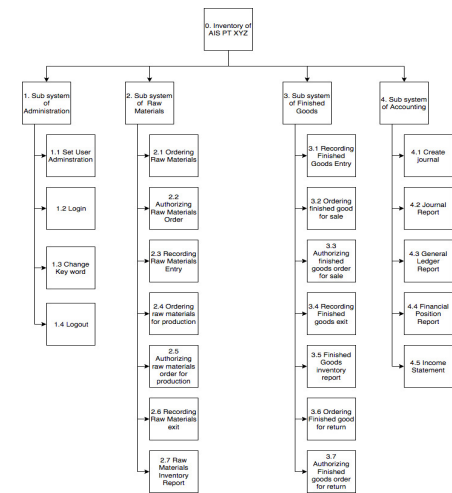 0. Inventory of
AIS PT XYZ
1. Sub system
of
Administration
2. Sub system
of Raw
Materials
3. Sub system
of Finished
Goods
4. Sub system
of Accounting
1.1 Set User
Adminstration
1.2 Login
1.3 Change
Key word
1.4 Logout
2.1 Ordering
Raw Materials
2.2
Authorizing
Raw Materials
Order
2.3 Recording
Raw Materials
Entry
2.4 Ordering
raw materials
for production
2.5
Authorizing
raw materials
order for
production
2.6 Recording
Raw Materials
exit
2.7 Raw
Materials
Inventory
Report
3.1 Recording
Finished
Goods Entry
3.2 Ordering
finished good
for sale
3.3
Authorizing
finished
goods order
for sale
3.4 Recording
Finished
goods exit
3.5 Finished
Goods
inventory
report
3.6 Ordering
Finished good
for return
3.7
Authorizing
Finished
goods order
for return
4.1 Create
journal
4.2 Journal
Report
4.3 General
Ledger
Report
4.4 Financial
Position
Report
4.5 Income
Statement